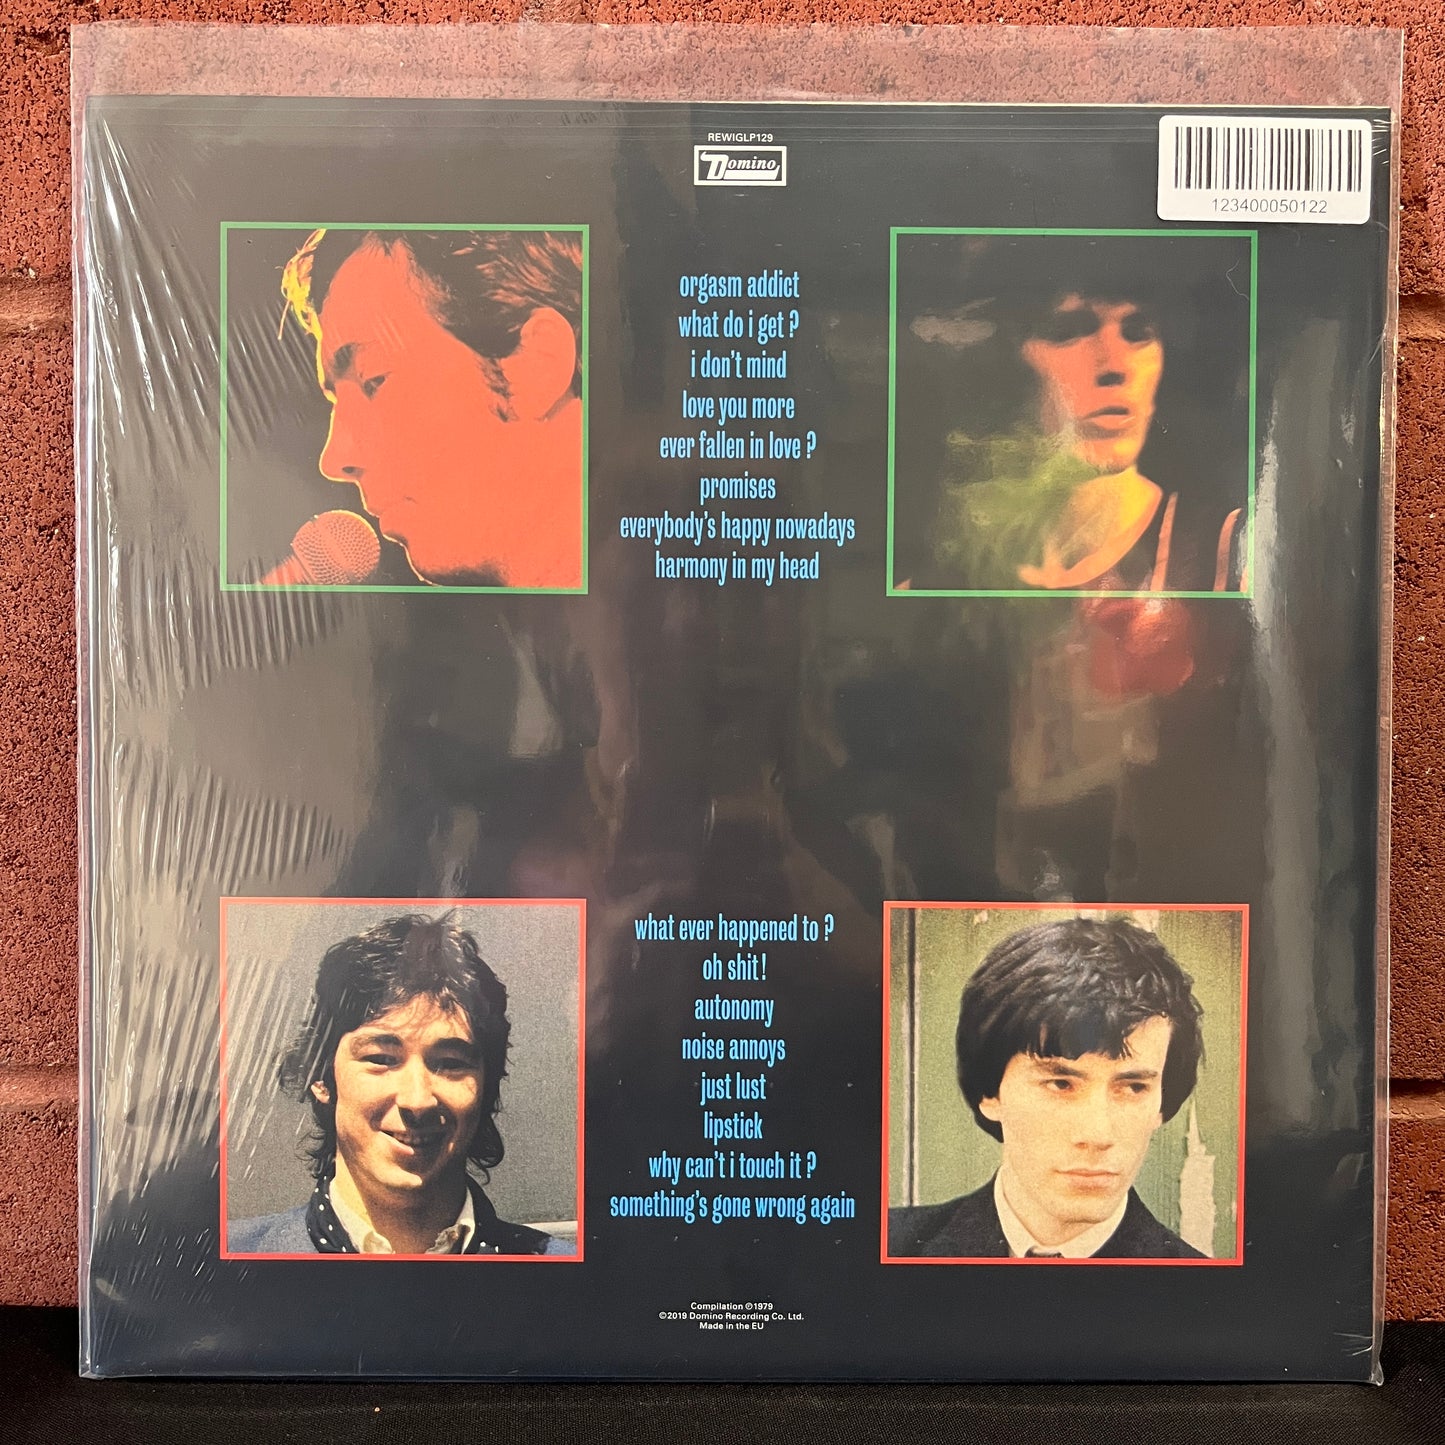 REWIGLP129
Domino
123400050122
orgasm addict
what do i get ?
i don't mind
love you more
ever fallen in love ?
promises
everybody's happy nowadays
harmony in my head
what ever happened to ?
oh shit !
autonomy
noise annoys
just lust
lipstick
why can't i touch it ?
something's gone wrong again
Compilation ℗1979
©2019 Domino Recording Co. Ltd.
Made in the EU